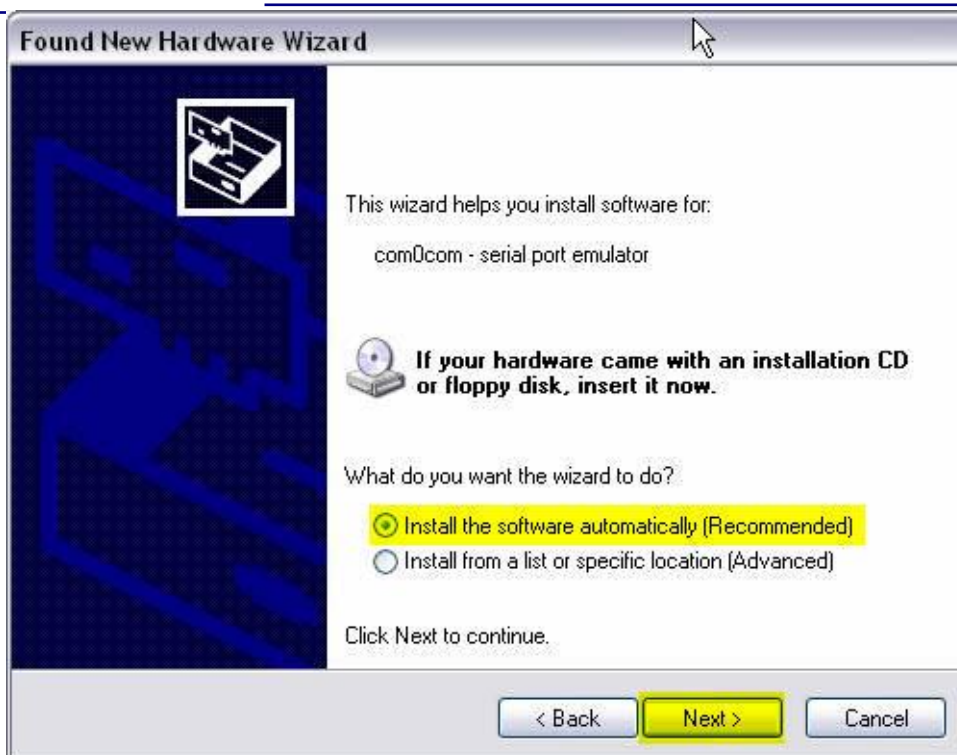 Found New Hardware Wizard
This wizard helps you install software for:
com0com - serial port emulator
If your hardware came with an installation CD
or floppy disk, insert it now.
What do you want the wizard to do?
Install the software automatically (Recommended)
Install from a list or specific location (Advanced)
Click Next to continue.
< Back Next > Cancel